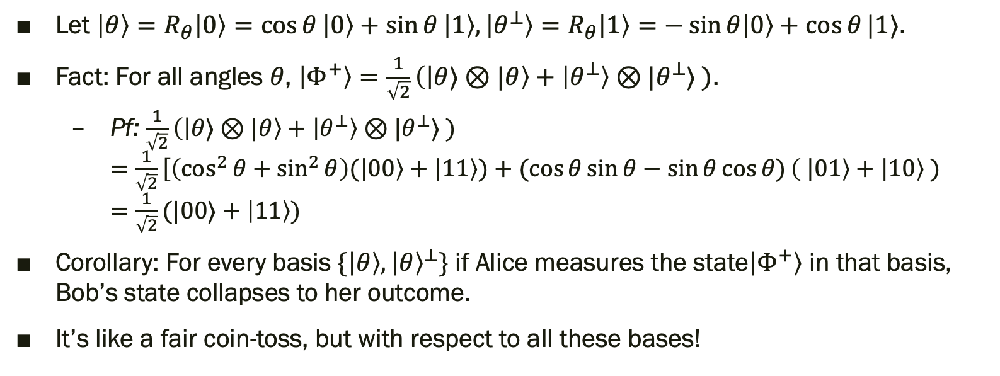 ■ Let |θ⟩ = R_θ|0⟩ = cos θ |0⟩ + sin θ |1⟩, |θ^⊥⟩ = R_θ|1⟩ = − sin θ|0⟩ + cos θ |1⟩.
■ Fact: For all angles θ, |Φ^+⟩ = 1/√2 (|θ⟩ ⊗ |θ⟩ + |θ^⊥⟩ ⊗ |θ^⊥⟩ ).
– Pf: 1/√2 (|θ⟩ ⊗ |θ⟩ + |θ^⊥⟩ ⊗ |θ^⊥⟩ )
= 1/√2 [(cos² θ + sin² θ)(|00⟩ + |11⟩) + (cos θ sin θ − sin θ cos θ) ( |01⟩ + |10⟩ )
= 1/√2 (|00⟩ + |11⟩)
■ Corollary: For every basis {|θ⟩, |θ⟩^⊥} if Alice measures the state|Φ^+⟩ in that basis,
Bob's state collapses to her outcome.
■ It's like a fair coin-toss, but with respect to all these bases!